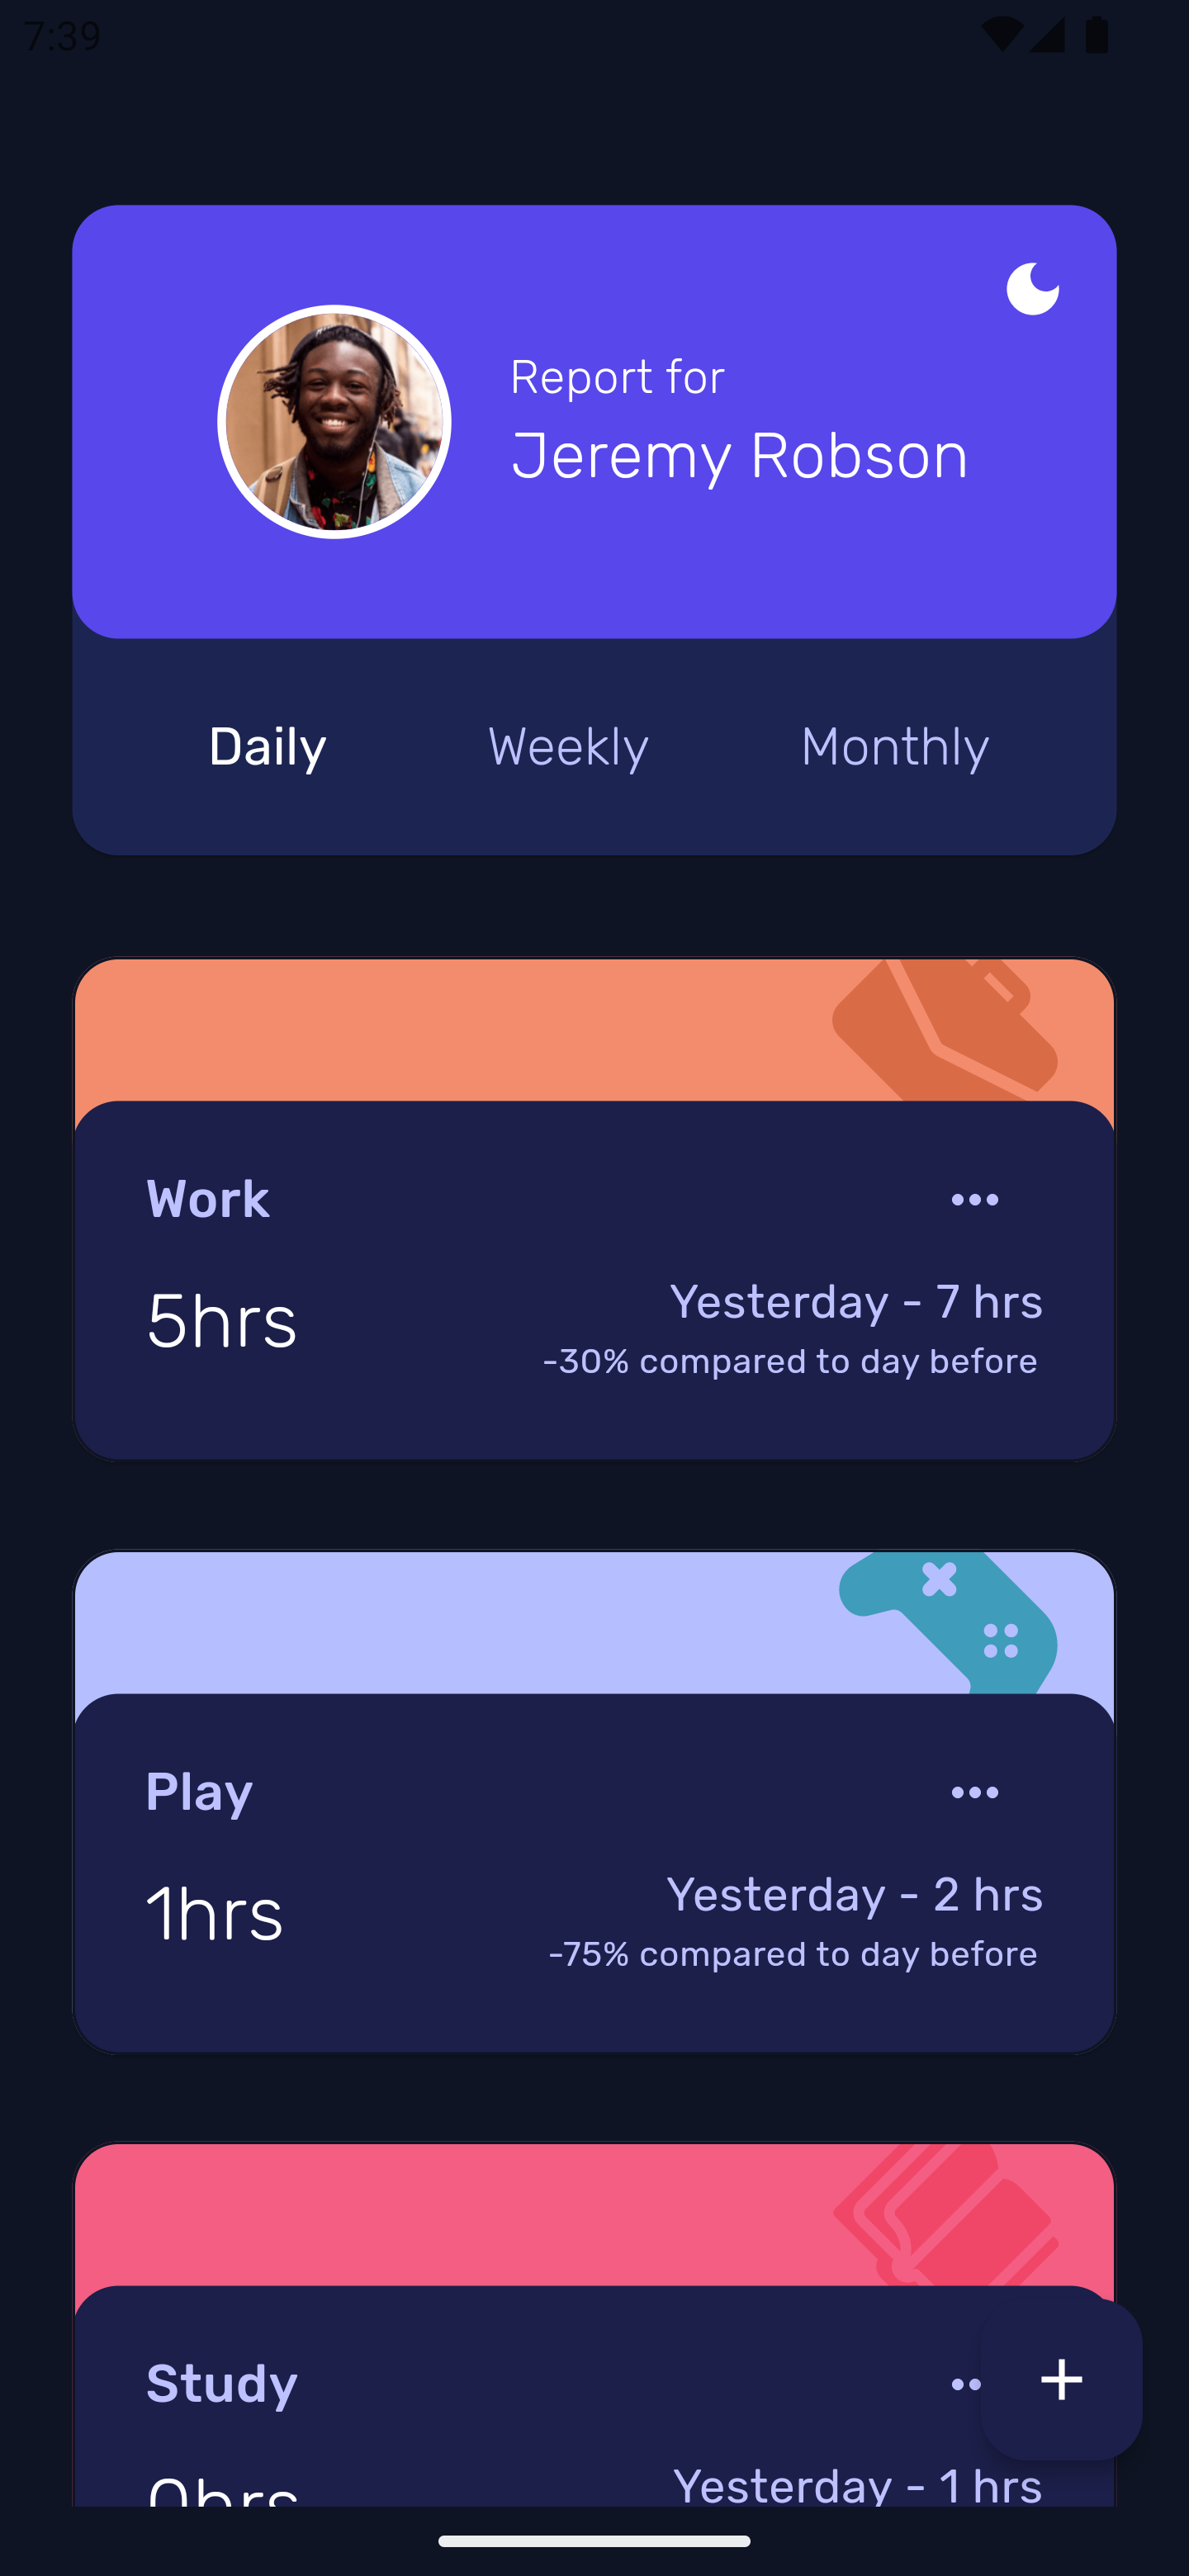 7:39
Report for
Jeremy Robson
Daily Weekly Monthly
Work
5hrs
Yesterday - 7 hrs
-30% compared to day before
Play
1hrs
Yesterday - 2 hrs
-75% compared to day before
Study
0hrs
Yesterday - 1 hrs